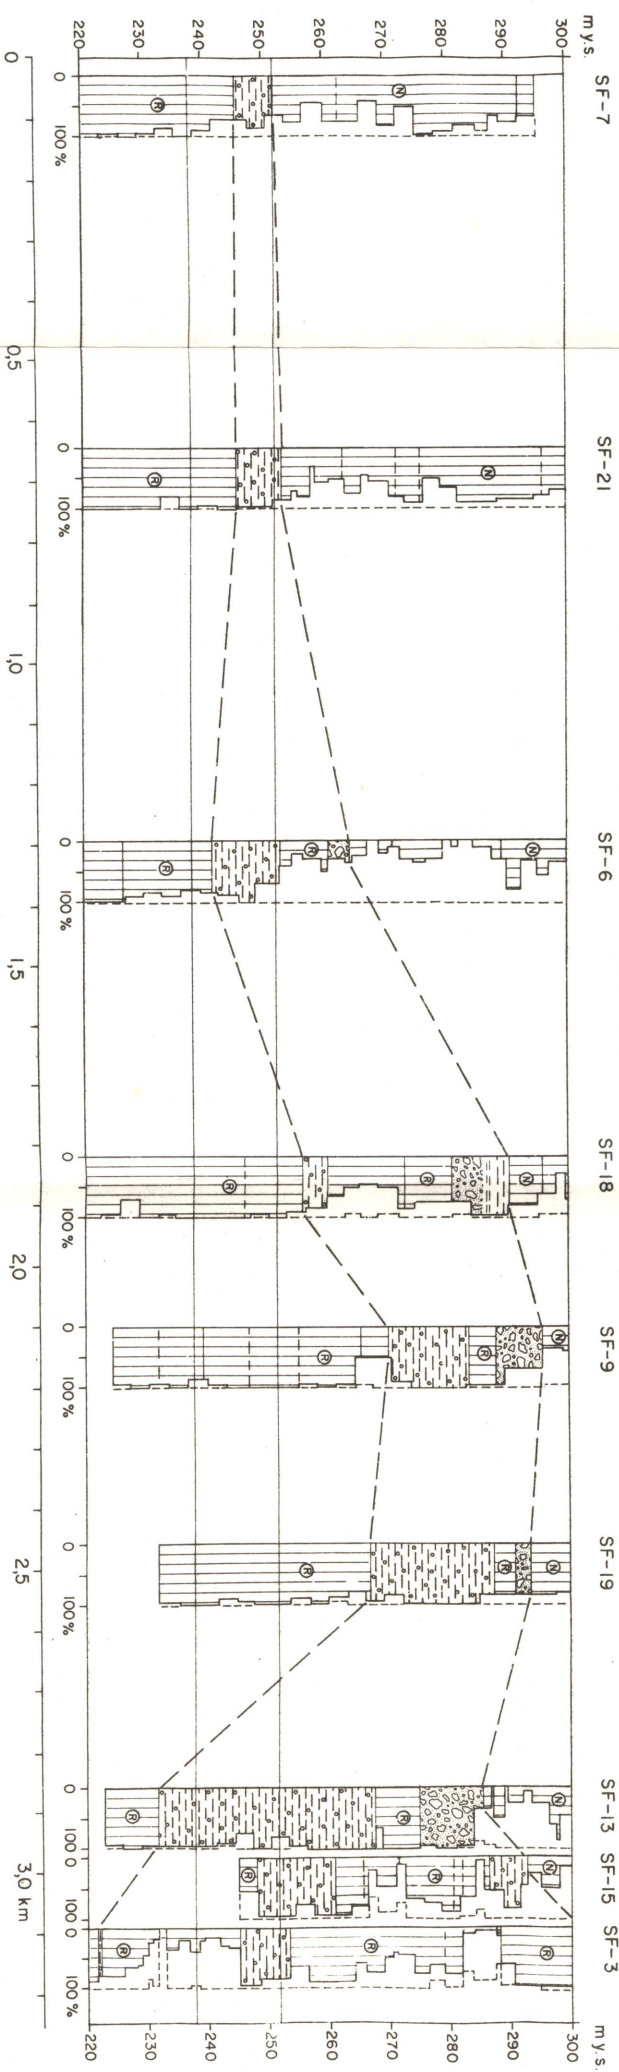 m y.s. SF-7 SF-21 SF-6 SF-18 SF-9 SF-19 SF-13 SF-15 SF-3 m y.s.
300 300
N N N N N N R
290 N R R 290
280 R R 280
270 N R R 270
260 R R R 260
250 R 250
240 R 240
230 R R R R R 230
220 220
0 100% 0 100% 0 100% 0 100% 0 100% 0 100% 0 100 0 100 0 100%
0 0,5 1,0 1,5 2,0 2,5 3,0 km